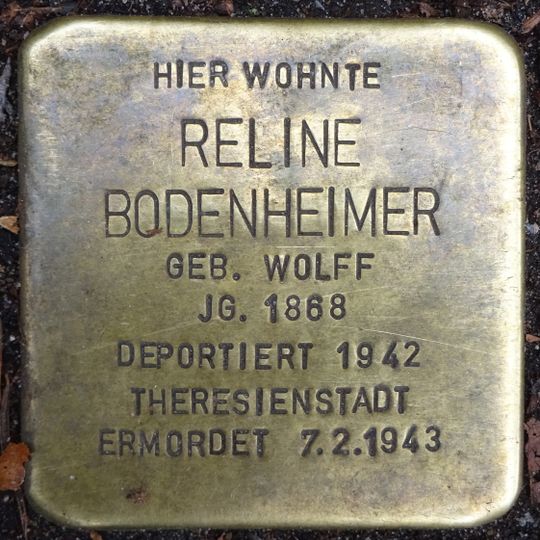 HIER WOHNTE
RELINE
BODENHEIMER
GEB. WOLFF
JG. 1868
DEPORTIERT 1942
THERESIENSTADT
ERMORDET 7.2.1943